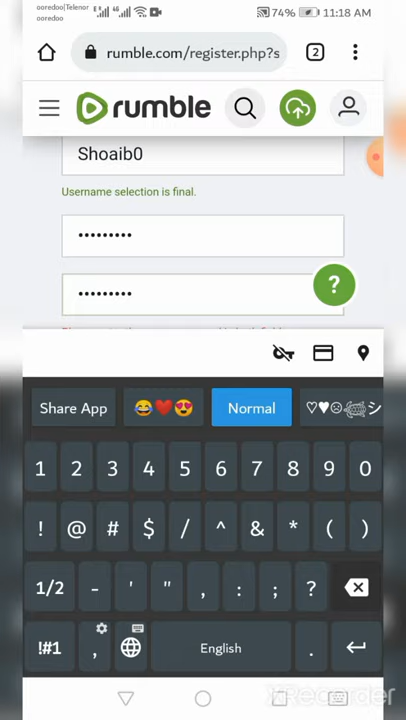 ooredoo|Telenor
ooredoo
74% 11:18 AM
rumble.com/register.php?s
2
rumble
Shoaib0
Username selection is final.
•••••••••
•••••••••
?
Share App
😂❤😍
Normal
1 2 3 4 5 6 7 8 9 0
! @ # $ / ^ & * ( )
1/2 - ' " , : ; ?
!#1 , English .
XRecorder